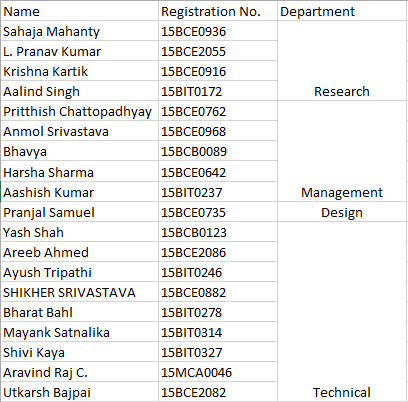 Name Registration No. Department
Sahaja Mahanty 15BCE0936
L. Pranav Kumar 15BCE2055
Krishna Kartik 15BCE0916
Aalind Singh 15BIT0172 Research
Pritthish Chattopadhyay 15BCE0762
Anmol Srivastava 15BCE0968
Bhavya 15BCB0089
Harsha Sharma 15BCE0642
Aashish Kumar 15BIT0237 Management
Pranjal Samuel 15BCE0735 Design
Yash Shah 15BCB0123
Areeb Ahmed 15BCE2086
Ayush Tripathi 15BIT0246
SHIKHER SRIVASTAVA 15BCE0882
Bharat Bahl 15BIT0278
Mayank Satnalika 15BIT0314
Shivi Kaya 15BIT0327
Aravind Raj C. 15MCA0046
Utkarsh Bajpai 15BCE2082 Technical